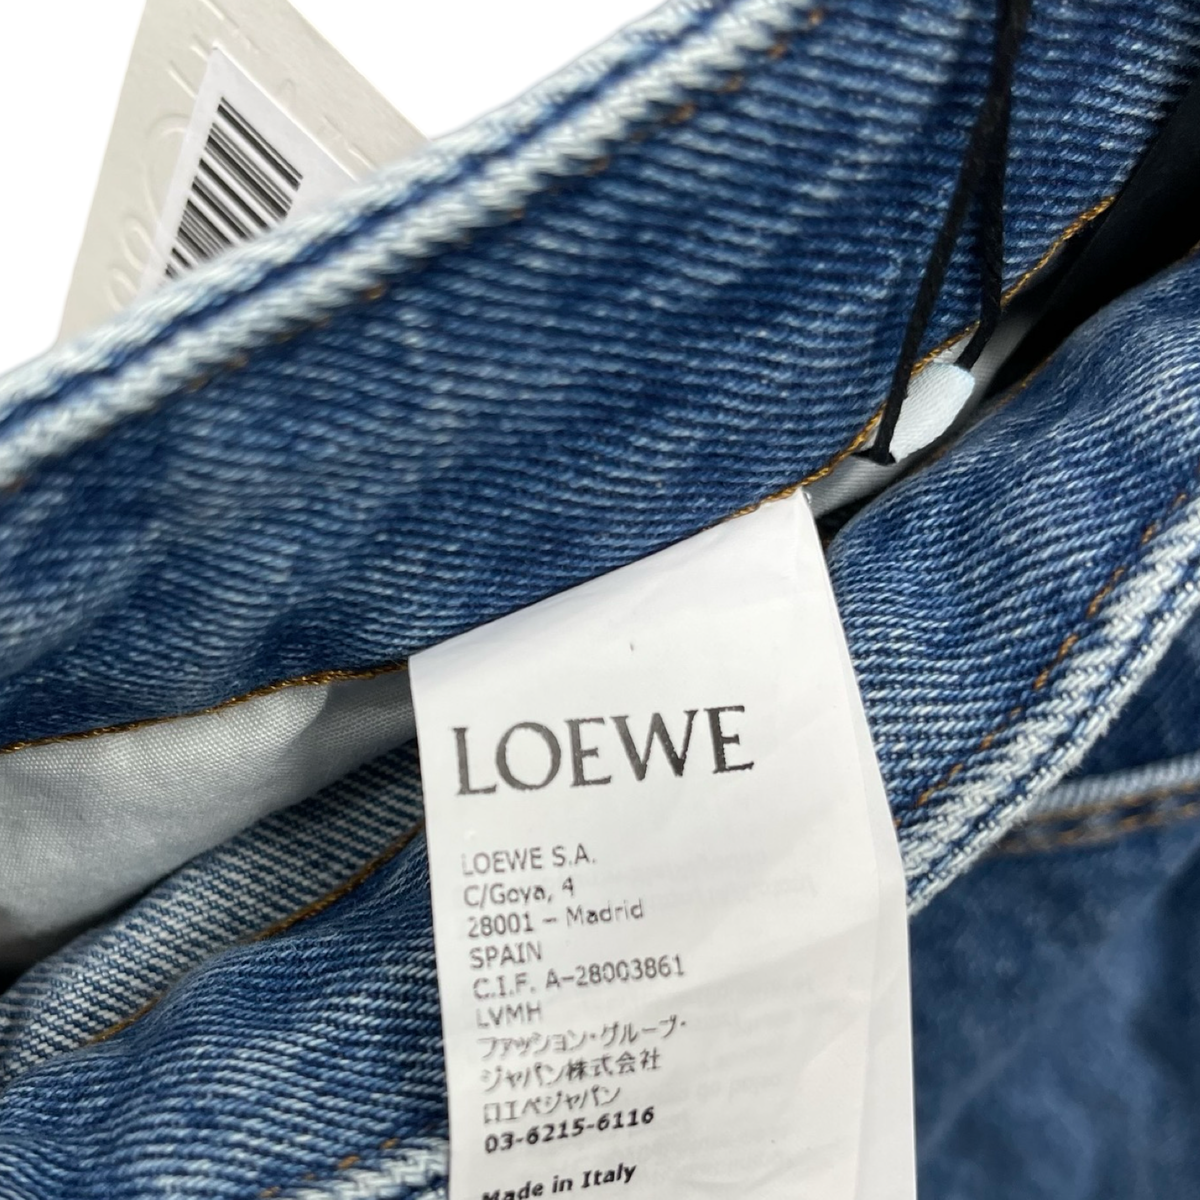 LOEWE
LOEWE S.A.
C/Goya, 4
28001 - Madrid
SPAIN
C.I.F. A-28003861
LVMH
ファッション・グループ・
ジャパン株式会社
ロエベジャパン
03-6215-6116
Made in Italy